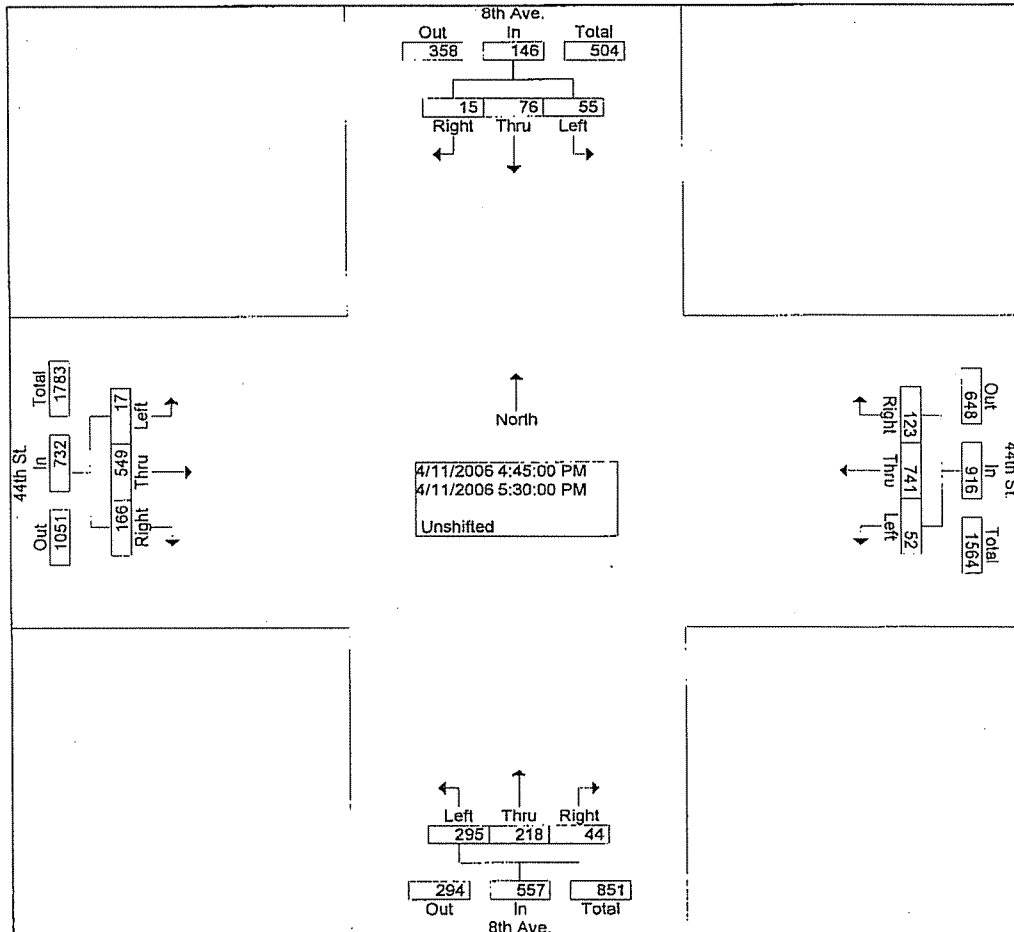 8th Ave.
Out In Total
358 146 504
15 76 55
Right Thru Left
44th St.
Total In Out
1783 732 1051
17 549 166
Left Thru Right
North
4/11/2006 4:45:00 PM
4/11/2006 5:30:00 PM
Unshifted
Right Thru Left
123 741 52
Out In Total
648 916 1564
44th St.
Left Thru Right
295 218 44
294 557 851
Out In Total
8th Ave.